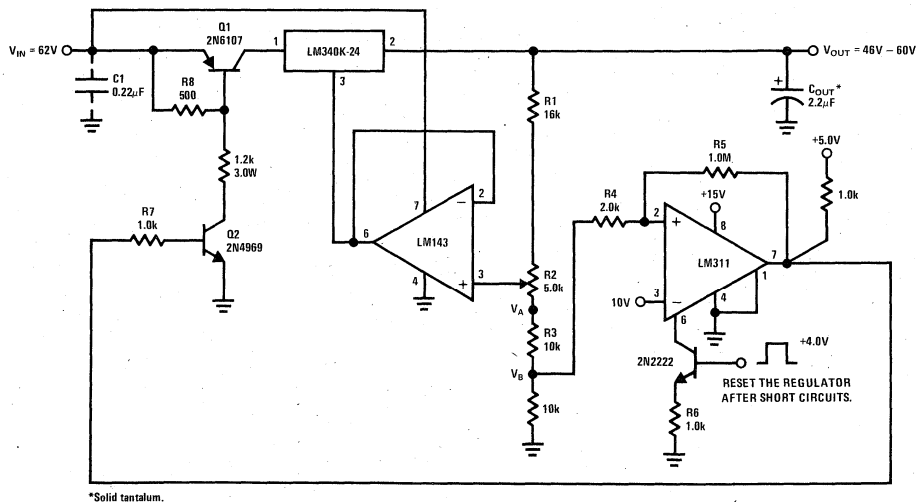 V_IN = 62V
Q1
2N6107
1
LM340K-24
2
3
V_OUT = 46V – 60V
C1
0.22μF
R8
500
+
C_OUT*
2.2μF
R1
16k
+5.0V
1.0k
R5
1.0M
1.2k
3.0W
R7
1.0k
Q2
2N4969
7
2
–
6
LM143
4
+
3
R2
5.0k
V_A
R3
10k
V_B
10k
R4
2.0k
2
+
+15V
8
LM311
7
1
10V
3
–
4
6
2N2222
+4.0V
RESET THE REGULATOR
AFTER SHORT CIRCUITS.
R6
1.0k
*Solid tantalum.